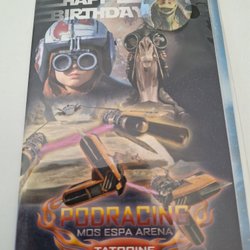 HAPPY
BIRTHDAY
PODRACING
MOS ESPA ARENA
TATOOINE